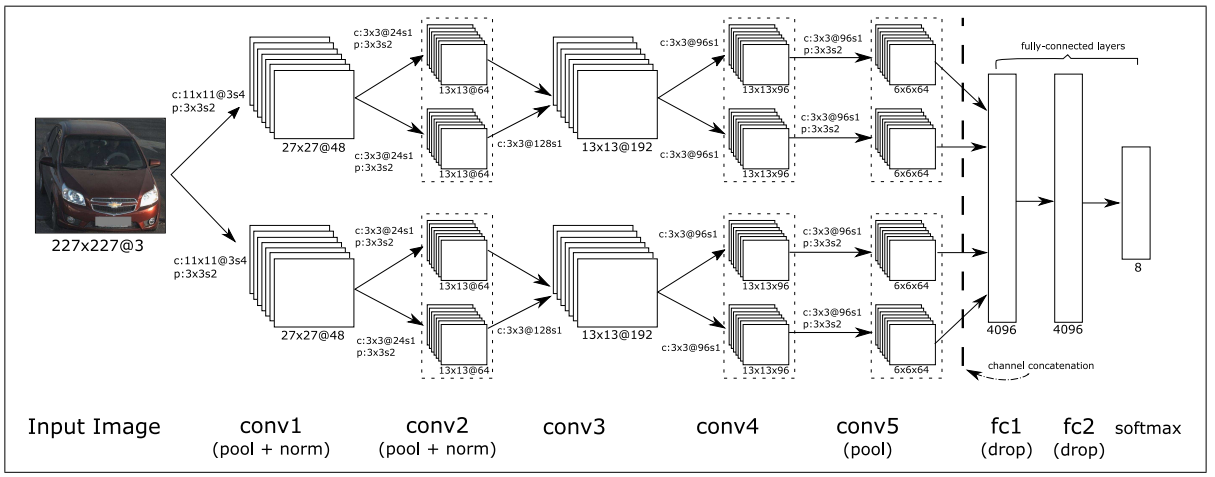 c:3x3@24s1
p:3x3s2
13x13@64
c:3x3@96s1
13x13x96
c:3x3@96s1
p:3x3s2
6x6x64
fully-connected layers
c:11x11@3s4
p:3x3s2
27x27@48
c:3x3@24s1
p:3x3s2
13x13@64
c:3x3@128s1
13x13@192
c:3x3@96s1
13x13x96
c:3x3@96s1
p:3x3s2
6x6x64
227x227@3
c:11x11@3s4
p:3x3s2
27x27@48
c:3x3@24s1
p:3x3s2
13x13@64
c:3x3@96s1
13x13x96
c:3x3@96s1
p:3x3s2
6x6x64
8
c:3x3@24s1
p:3x3s2
13x13@64
c:3x3@128s1
13x13@192
c:3x3@96s1
13x13x96
c:3x3@96s1
p:3x3s2
6x6x64
4096
4096
channel concatenation
Input Image
conv1
(pool + norm)
conv2
(pool + norm)
conv3
conv4
conv5
(pool)
fc1
(drop)
fc2
(drop)
softmax